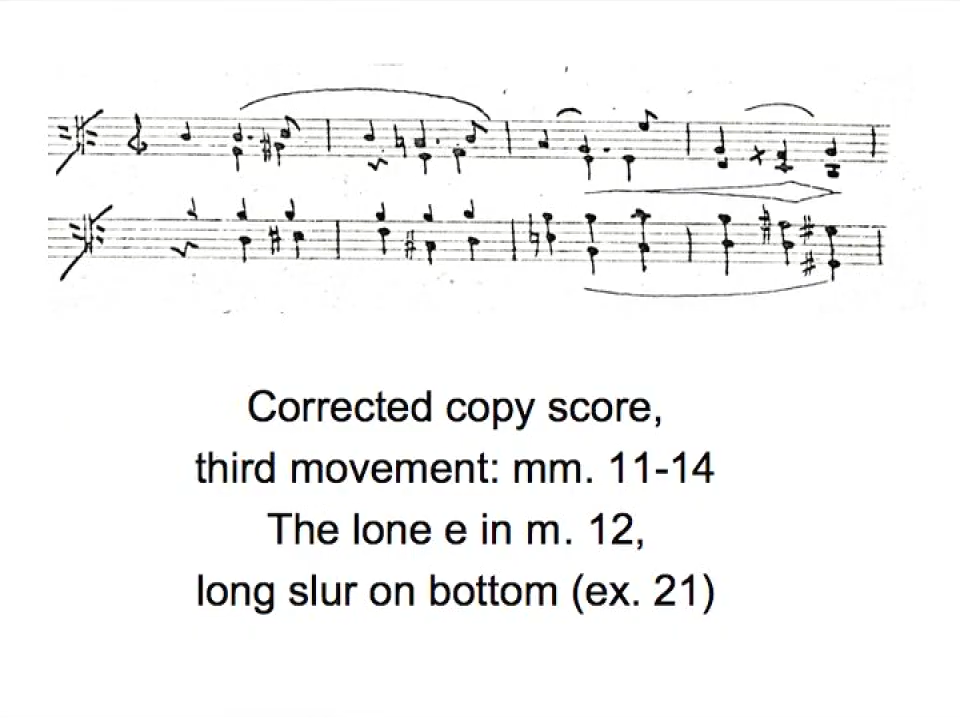 Corrected copy score,
third movement: mm. 11-14
The lone e in m. 12,
long slur on bottom (ex. 21)